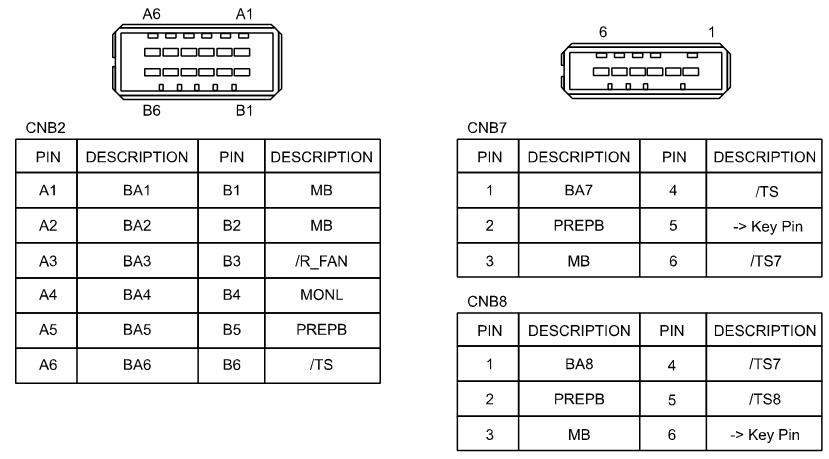 A6 A1
B6 B1
CNB2
PIN DESCRIPTION PIN DESCRIPTION
A1 BA1 B1 MB
A2 BA2 B2 MB
A3 BA3 B3 /R_FAN
A4 BA4 B4 MONL
A5 BA5 B5 PREPB
A6 BA6 B6 /TS
6 1
CNB7
PIN DESCRIPTION PIN DESCRIPTION
1 BA7 4 /TS
2 PREPB 5 -> Key Pin
3 MB 6 /TS7
CNB8
PIN DESCRIPTION PIN DESCRIPTION
1 BA8 4 /TS7
2 PREPB 5 /TS8
3 MB 6 -> Key Pin